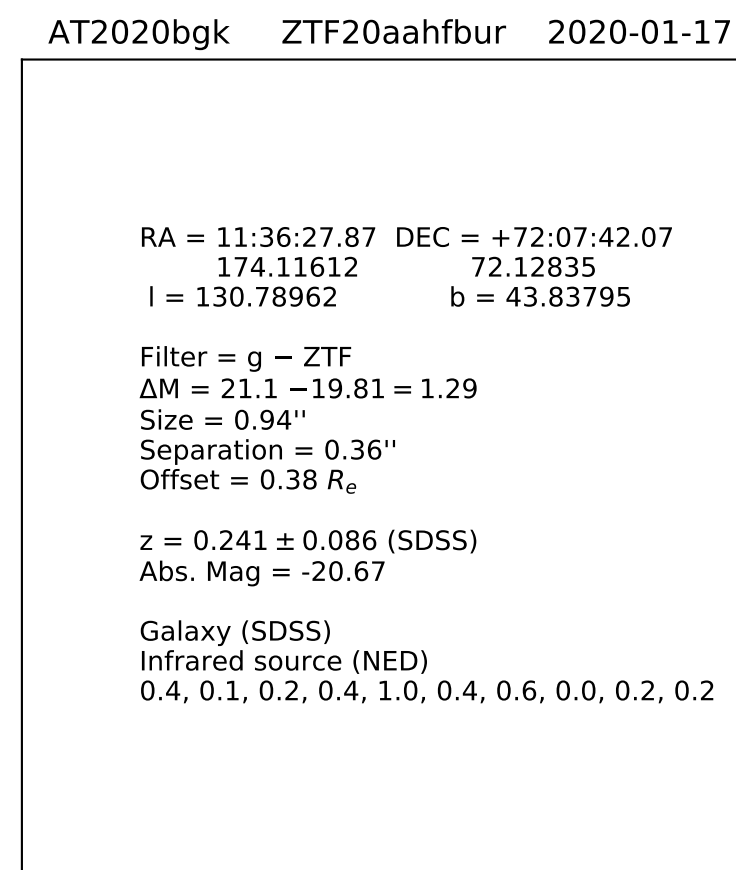 AT2020bgk ZTF20aahfbur 2020-01-17
RA = 11:36:27.87 DEC = +72:07:42.07
174.11612 72.12835
l = 130.78962 b = 43.83795
Filter = g − ZTF
ΔM = 21.1 −19.81 = 1.29
Size = 0.94''
Separation = 0.36''
Offset = 0.38 Re
z = 0.241 ± 0.086 (SDSS)
Abs. Mag = -20.67
Galaxy (SDSS)
Infrared source (NED)
0.4, 0.1, 0.2, 0.4, 1.0, 0.4, 0.6, 0.0, 0.2, 0.2